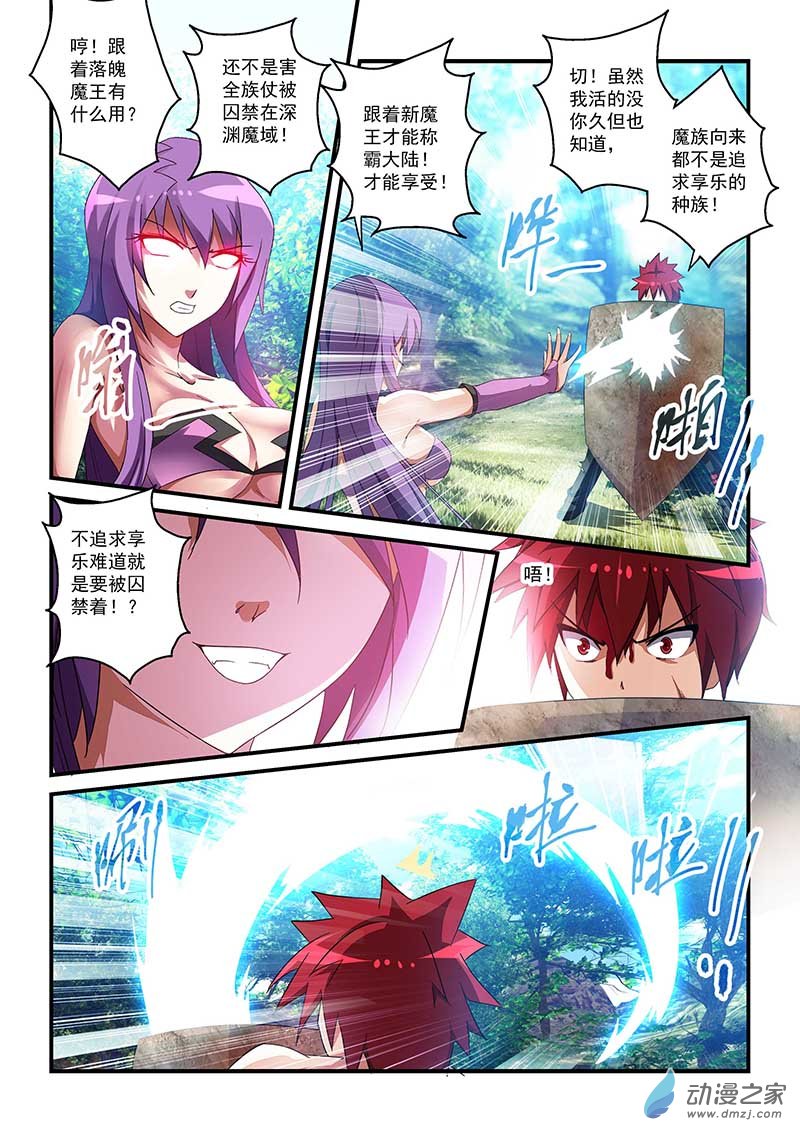 哼！跟
着落魄
魔王有
什么用？
还不是害
全族仗被
囚禁在深
渊魔域！
嗡
跟着新魔
王才能称
霸大陆！
才能享受！
切！虽然
我活的没
你久但也
知道，
魔族向来
都不是追
求享乐的
种族！
哗—
啪！！
不追求享
乐难道就
是要被囚
禁着！？
唔！
唰
啦
啦！！
动漫之家
www.dmzj.com